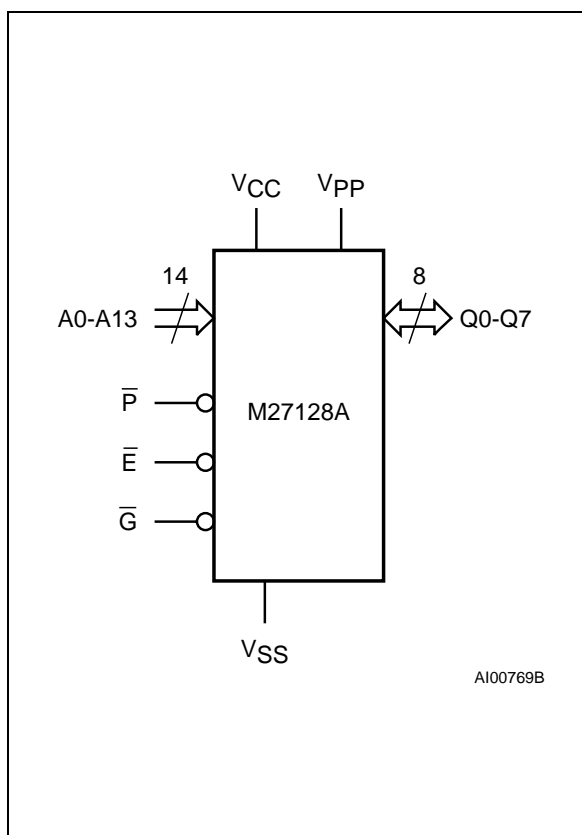 VCC VPP
14 8
A0-A13 Q0-Q7
P̅
M27128A
E̅
G̅
VSS
AI00769B